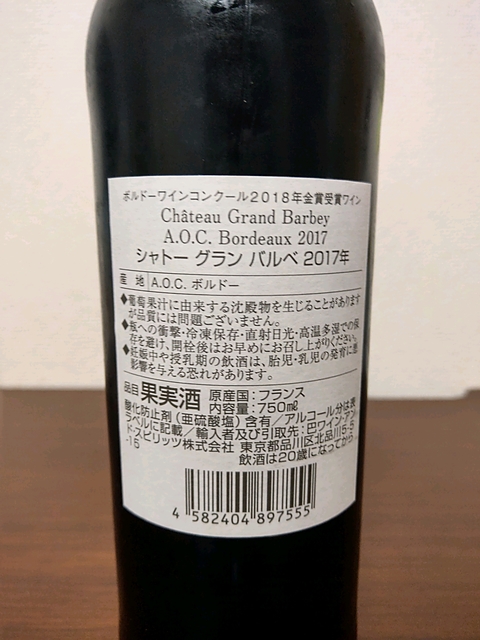 ボルドーワインコンクール2018年金賞受賞ワイン
Château Grand Barbey
A.O.C. Bordeaux 2017
シャトー グラン バルベ 2017年
産 地 A.O.C. ボルドー
◆葡萄果汁に由来する沈殿物を生じることがあります
が品質には問題ございません。
◆瓶への衝撃・冷凍保存・直射日光・高温多湿での保
存を避け、開栓後はお早めにお召し上がりください。
◆妊娠中や授乳期の飲酒は、胎児・乳児の発育に悪
影響を与える恐れがあります。
品目 果実酒 原産国：フランス
内容量：750mℓ
酸化防止剤（亜硫酸塩）含有／アルコール分は表
ラベルに記載／輸入者及び引取先：巴ワイン・アン
ド・スピリッツ株式会社 東京都品川区北品川5-5
-15 飲酒は20歳になってから。
4 582404 897555